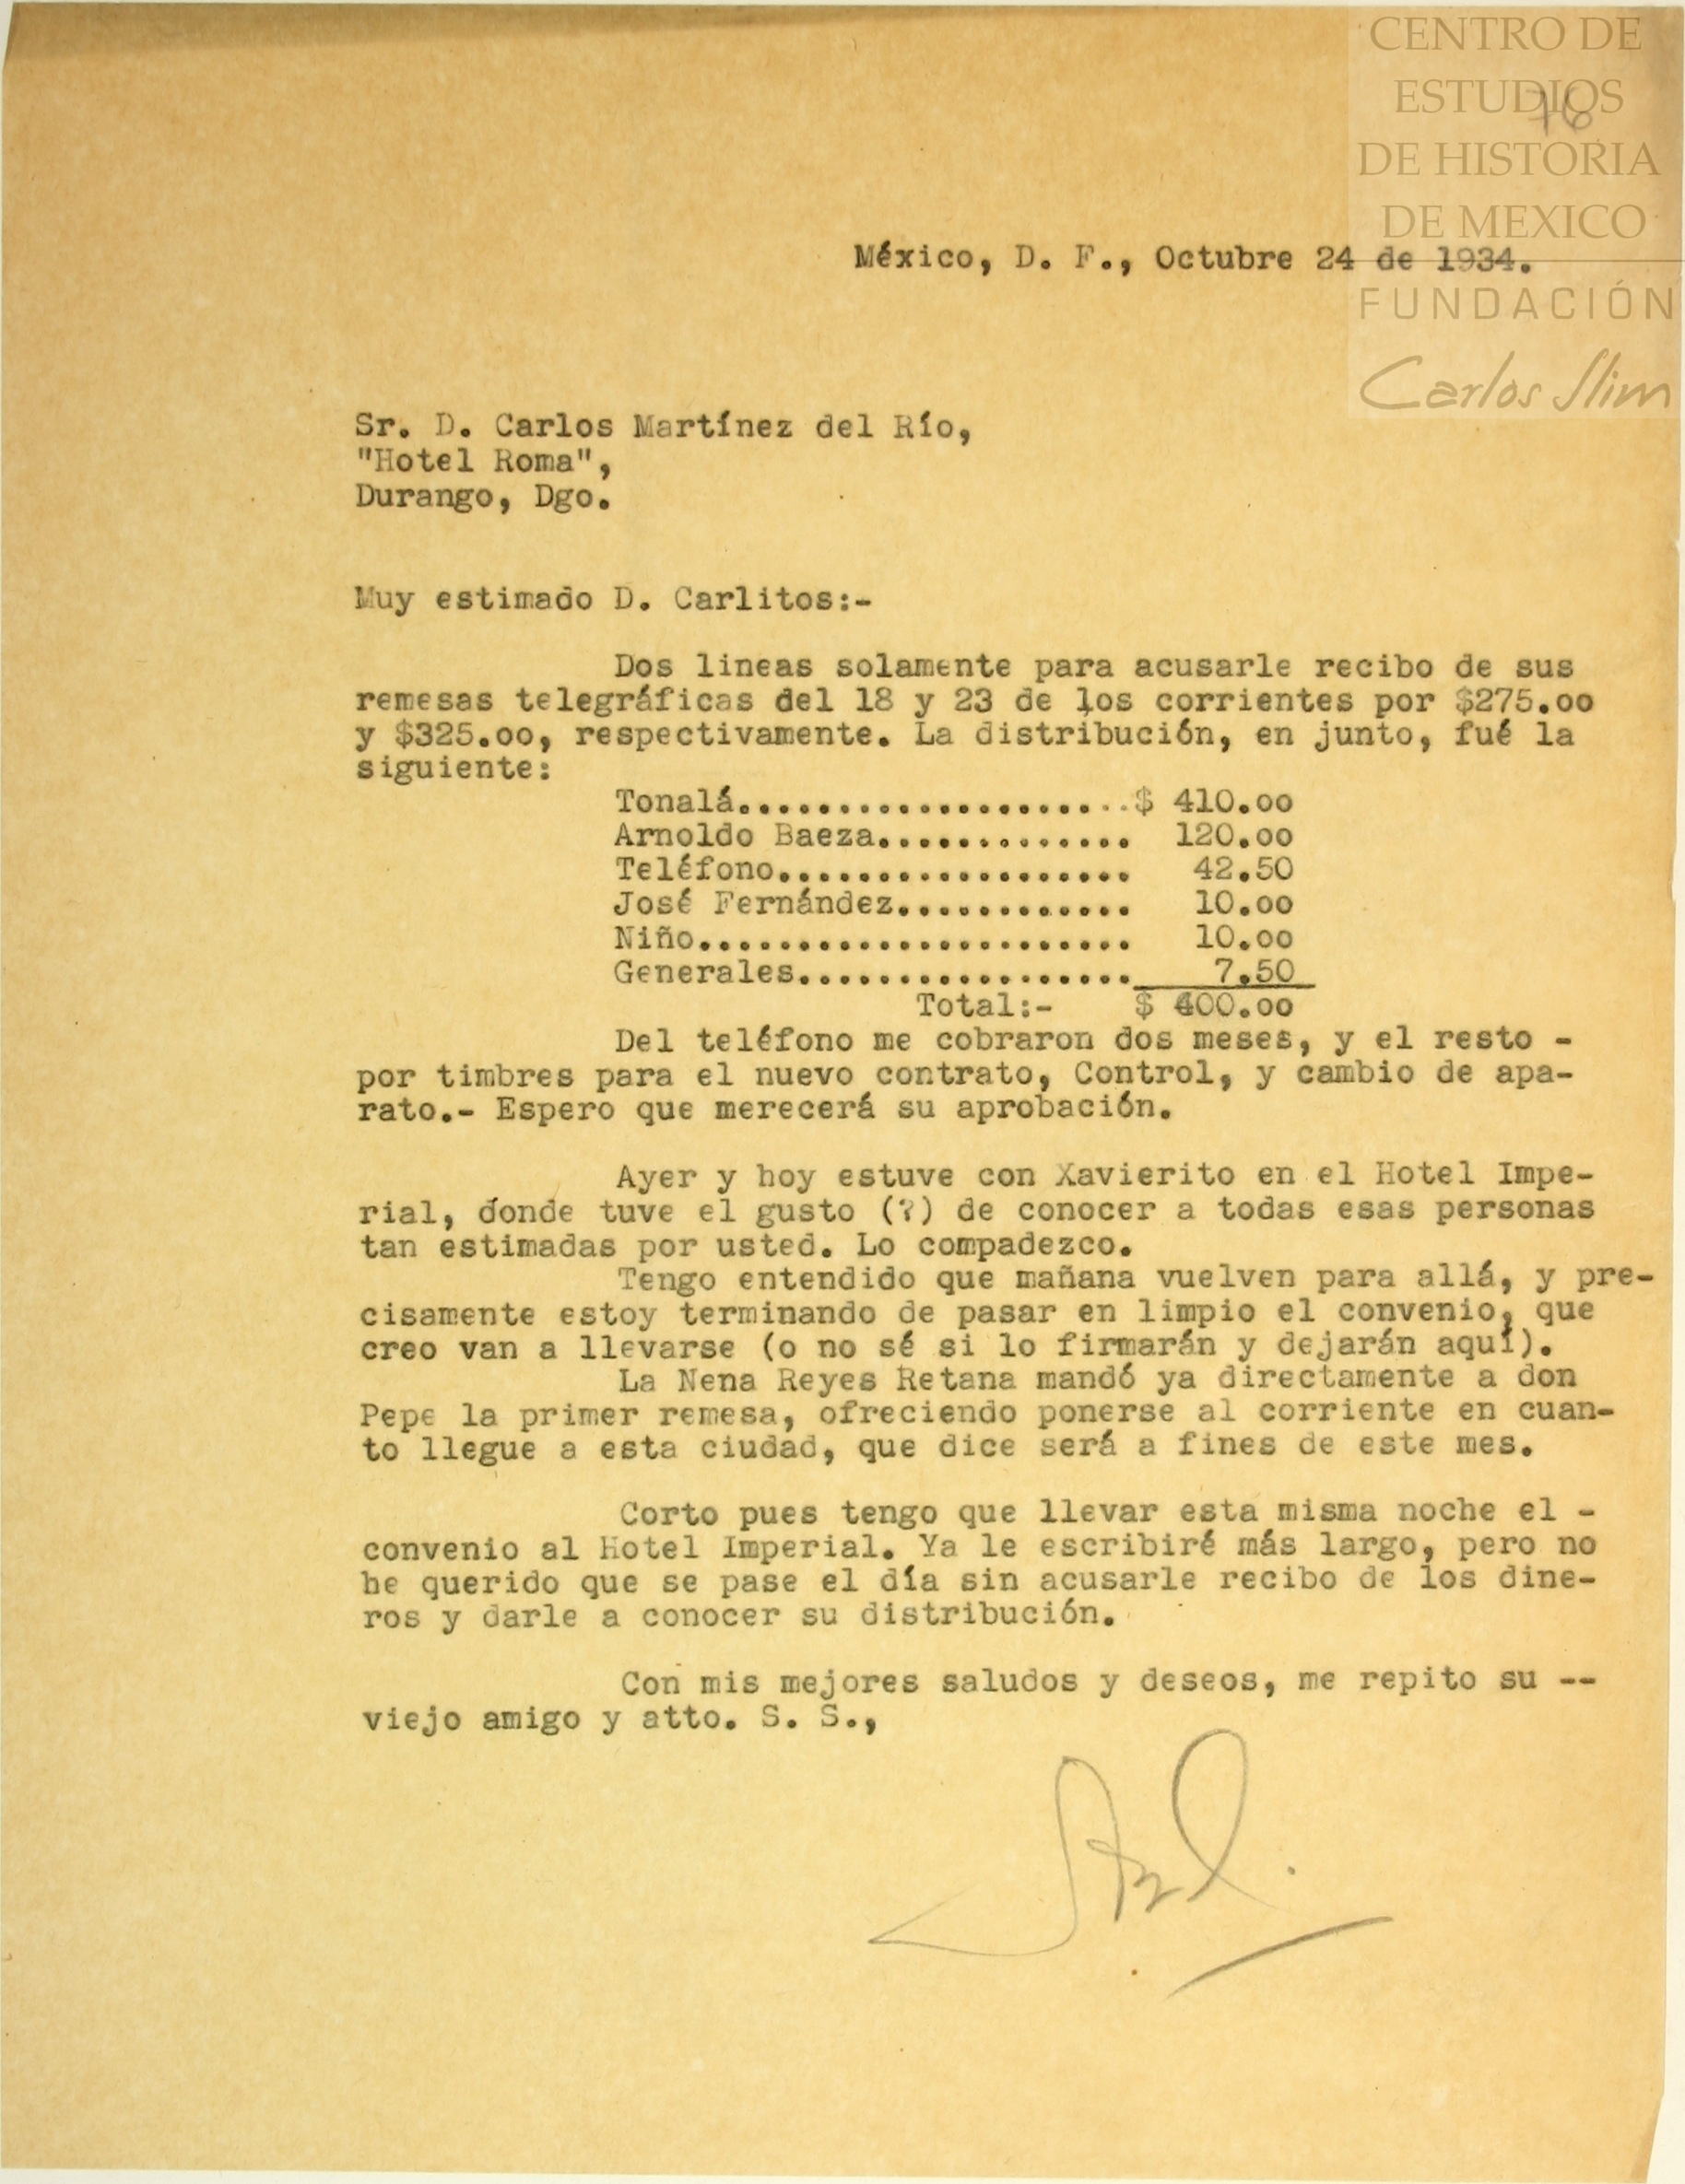 CENTRO DE
ESTUDIOS
DE HISTORIA
DE MEXICO
FUNDACIÓN
Carlos Slim
76
México, D. F., Octubre 24 de 1934.
Sr. D. Carlos Martínez del Río,
"Hotel Roma",
Durango, Dgo.
Muy estimado D. Carlitos:-
Dos lineas solamente para acusarle recibo de sus
remesas telegráficas del 18 y 23 de los corrientes por $275.oo
y $325.oo, respectivamente. La distribución, en junto, fué la
siguiente:
Tonalá....................$ 410.oo
Arnoldo Baeza............. 120.oo
Teléfono.................. 42.50
José Fernández............ 10.oo
Niño...................... 10.oo
Generales................. 7.50
Total:- $ 400.oo
Del teléfono me cobraron dos meses, y el resto -
por timbres para el nuevo contrato, Control, y cambio de apa-
rato.- Espero que merecerá su aprobación.
Ayer y hoy estuve con Xavierito en el Hotel Impe-
rial, donde tuve el gusto (?) de conocer a todas esas personas
tan estimadas por usted. Lo compadezco.
Tengo entendido que mañana vuelven para allá, y pre-
cisamente estoy terminando de pasar en limpio el convenio, que
creo van a llevarse (o no sé si lo firmarán y dejarán aquí).
La Nena Reyes Retana mandó ya directamente a don
Pepe la primer remesa, ofreciendo ponerse al corriente en cuan-
to llegue a esta ciudad, que dice será a fines de este mes.
Corto pues tengo que llevar esta misma noche el -
convenio al Hotel Imperial. Ya le escribiré más largo, pero no
he querido que se pase el día sin acusarle recibo de los dine-
ros y darle a conocer su distribución.
Con mis mejores saludos y deseos, me repito su --
viejo amigo y atto. S. S.,